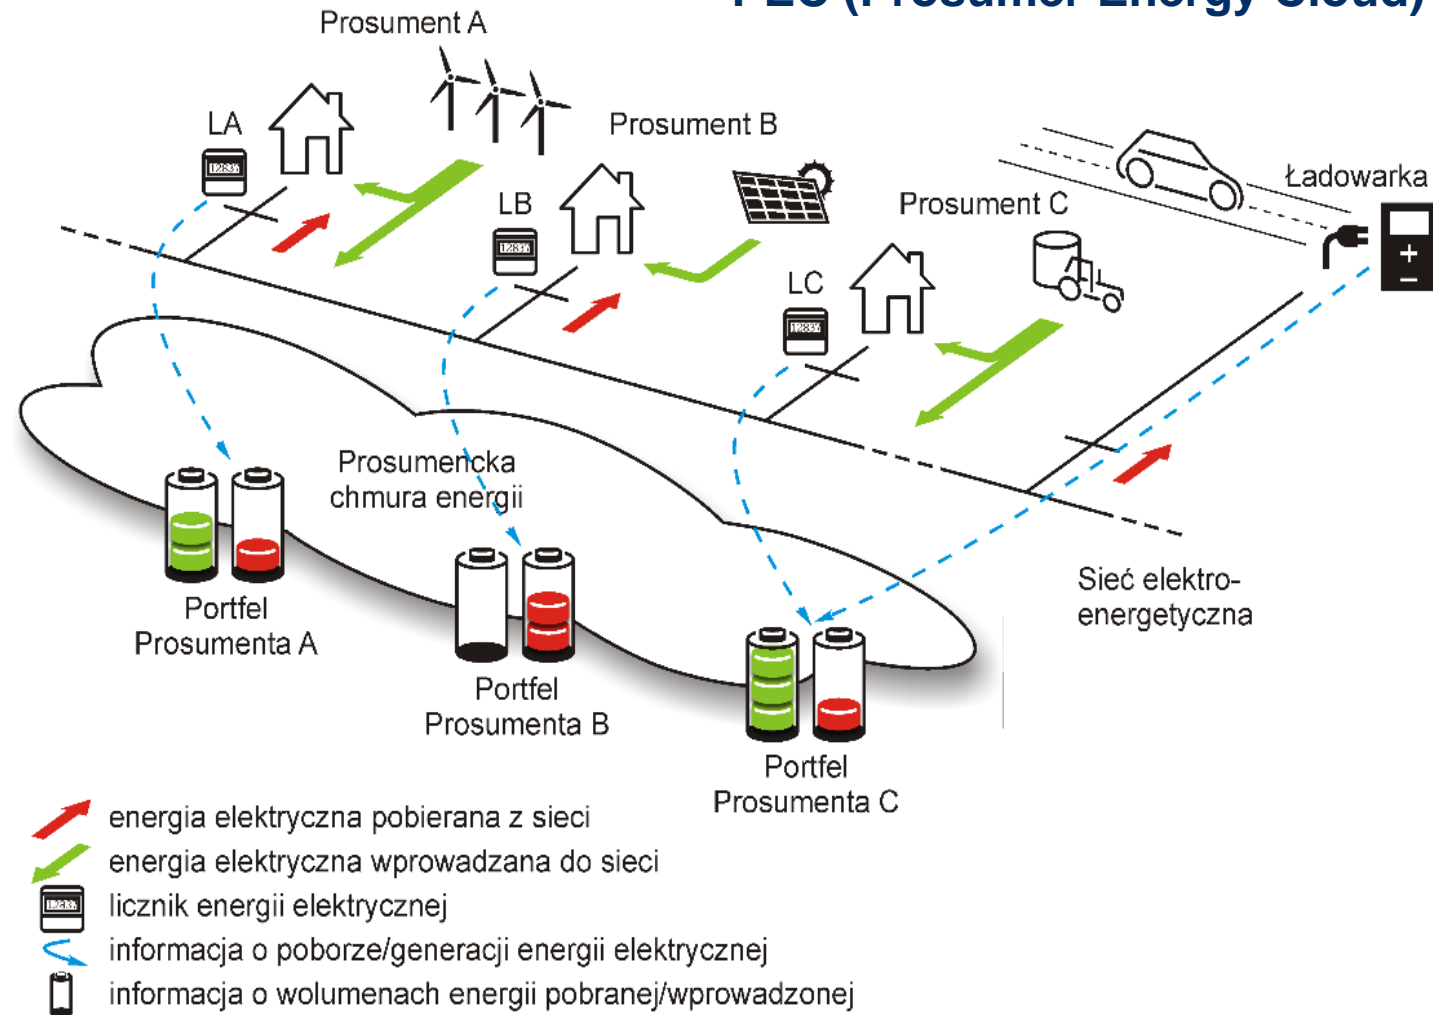 (Prosumer Energy Cloud)
Prosument A
LA
Prosument B
Ładowarka
LB
Prosument C
LC
Prosumencka
chmura energii
Sieć elektro-
energetyczna
Portfel
Prosumenta A
Portfel
Prosumenta B
Portfel
Prosumenta C
energia elektryczna pobierana z sieci
energia elektryczna wprowadzana do sieci
licznik energii elektrycznej
informacja o poborze/generacji energii elektrycznej
informacja o wolumenach energii pobranej/wprowadzonej